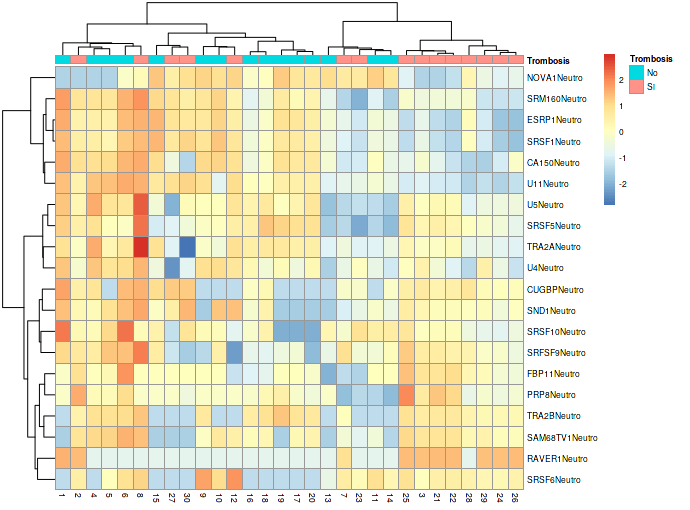 Trombosis
NOVA1Neutro
SRM160Neutro
ESRP1Neutro
SRSF1Neutro
CA150Neutro
U11Neutro
U5Neutro
SRSF5Neutro
TRA2ANeutro
U4Neutro
CUGBPNeutro
SND1Neutro
SRSF10Neutro
SRFSF9Neutro
FBP11Neutro
PRP8Neutro
TRA2BNeutro
SAM68TV1Neutro
RAVER1Neutro
SRSF6Neutro
1 2 4 5 6 8 15 27 30 9 10 12 16 18 19 17 20 13 7 23 11 14 25 3 21 22 28 29 24 26
2
1
0
-1
-2
Trombosis
No
SI